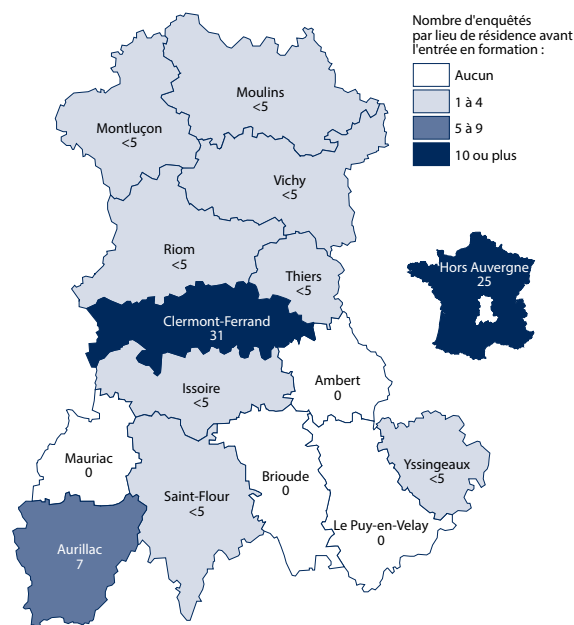 Nombre d'enquêtés
par lieu de résidence avant
l'entrée en formation :
Aucun
1 à 4
5 à 9
10 ou plus
Moulins
<5
Montluçon
<5
Vichy
<5
Riom
<5
Thiers
<5
Hors Auvergne
25
Clermont-Ferrand
31
Issoire
<5
Ambert
0
Mauriac
0
Saint-Flour
<5
Brioude
0
Yssingeaux
<5
Le Puy-en-Velay
0
Aurillac
7